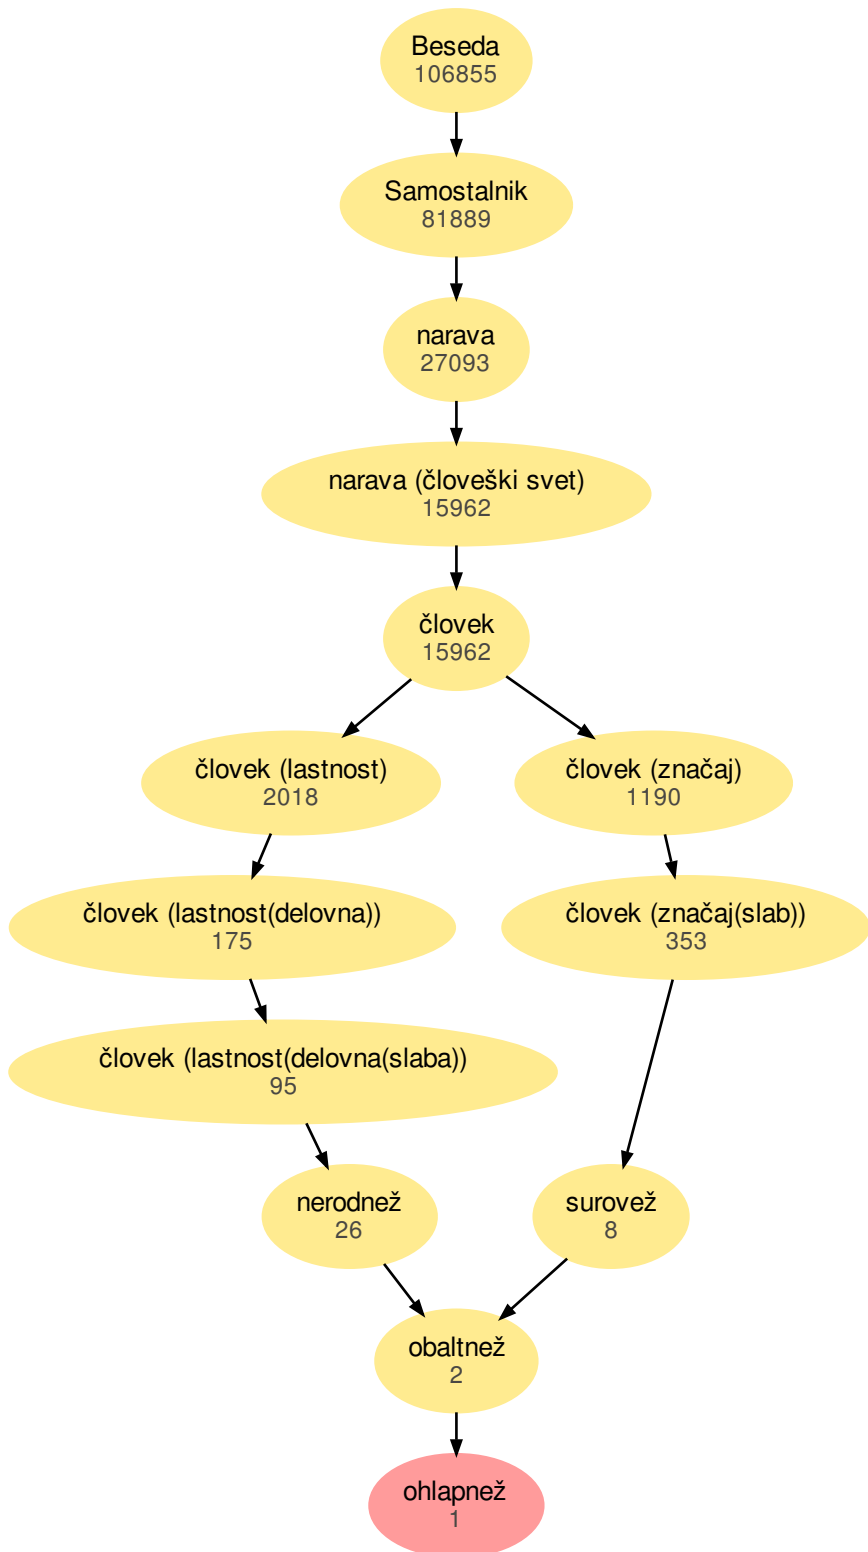 Beseda
106855
Samostalnik
81889
narava
27093
narava (človeški svet)
15962
človek
15962
človek (lastnost)
2018
človek (značaj)
1190
človek (lastnost(delovna))
175
človek (značaj(slab))
353
človek (lastnost(delovna(slaba))
95
nerodnež
26
surovež
8
obaltnež
2
ohlapnež
1